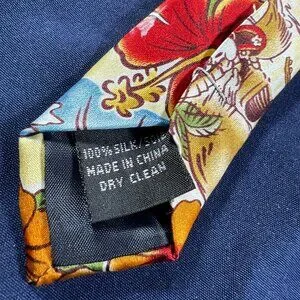 100% SILK/
MADE IN CHINA
DRY CLEAN